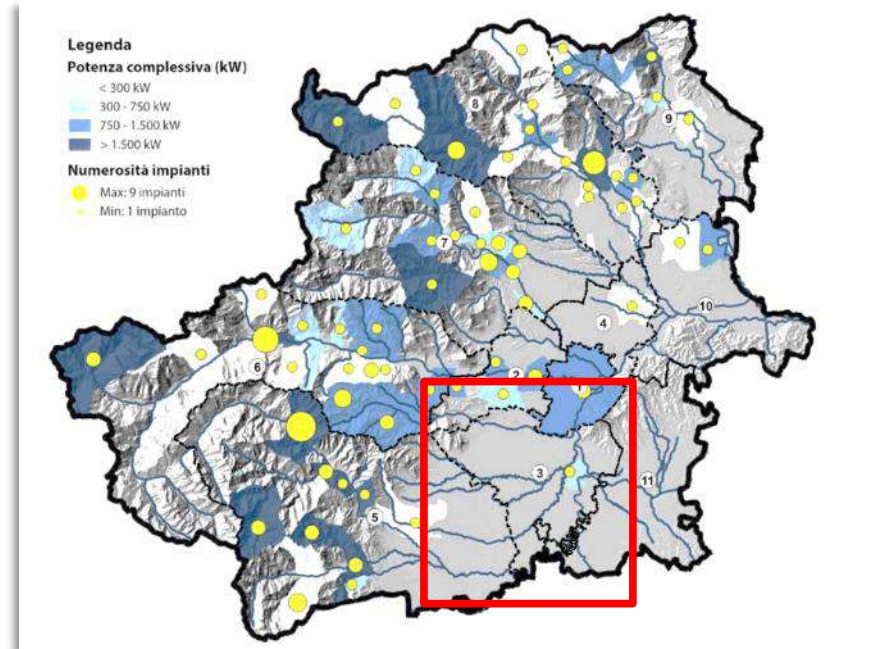 Legenda
Potenza complessiva (kW)
< 300 kW
300 - 750 kW
750 - 1.500 kW
> 1.500 kW
Numerosità impianti
Max: 9 impianti
Min: 1 impianto
8
9
7
10
4
6
2
1
3
11
5